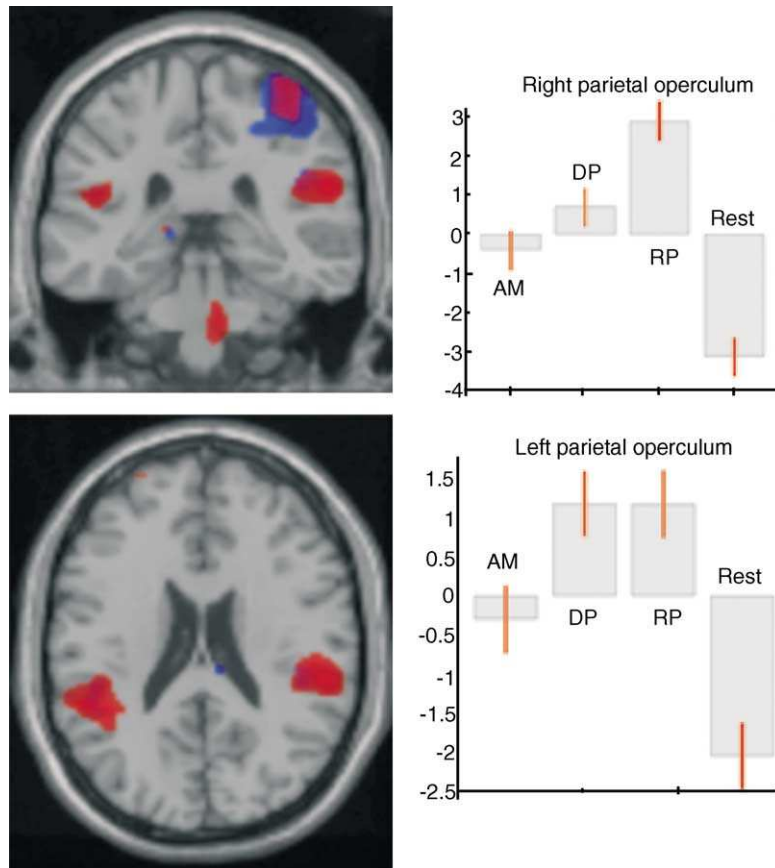 Right parietal operculum
3
2
1
0
-1
-2
-3
-4
DP
Rest
RP
AM
Left parietal operculum
1.5
1
0.5
0
-0.5
-1
-1.5
-2
-2.5
AM
Rest
DP
RP